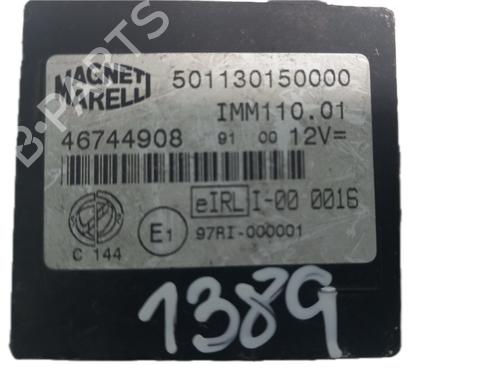 MAGNETI
MARELLI
501130150000
IMM110.01
46744908 91 00 12V=
eIRL I-00 0016
E1 97RI-000001
C 144
1389
B-PARTS